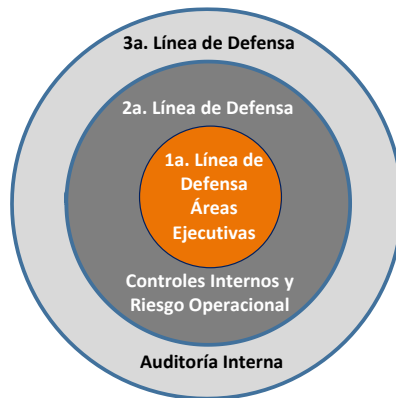 3a. Línea de Defensa
2a. Línea de Defensa
1a. Línea de
Defensa
Áreas
Ejecutivas
Controles Internos y
Riesgo Operacional
Auditoría Interna